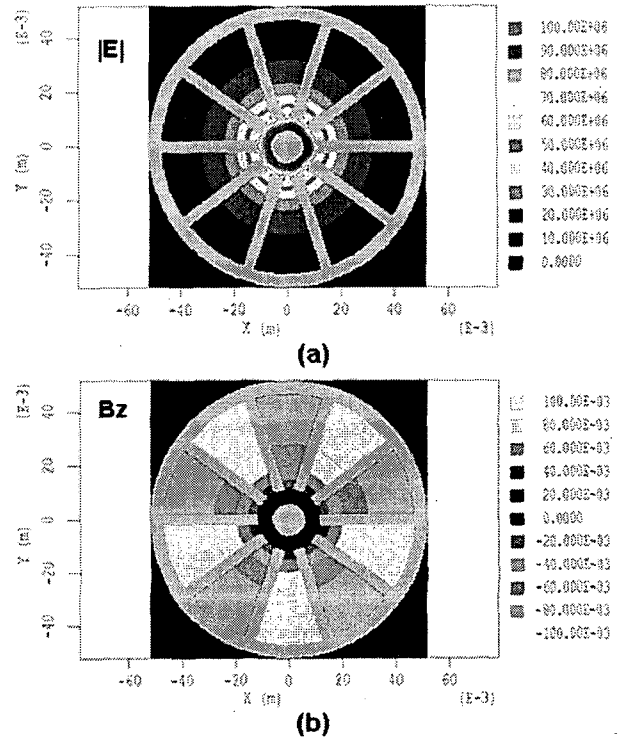 (E-3)
|E|
40
20
0
-20
-40
Y (m)
-60 -40 -20 0 20 40 60
X (m) (E-3)
100.00E+06
90.000E+06
80.000E+06
70.000E+06
60.000E+06
50.000E+06
40.000E+06
30.000E+06
20.000E+06
10.000E+06
0.0000
(a)
(E-3)
Bz
40
20
0
-20
-40
Y (m)
-60 -40 -20 0 20 40 60
X (m) (E-3)
100.00E-03
80.000E-03
60.000E-03
40.000E-03
20.000E-03
0.0000
-20.000E-03
-40.000E-03
-60.000E-03
-80.000E-03
-100.00E-03
(b)